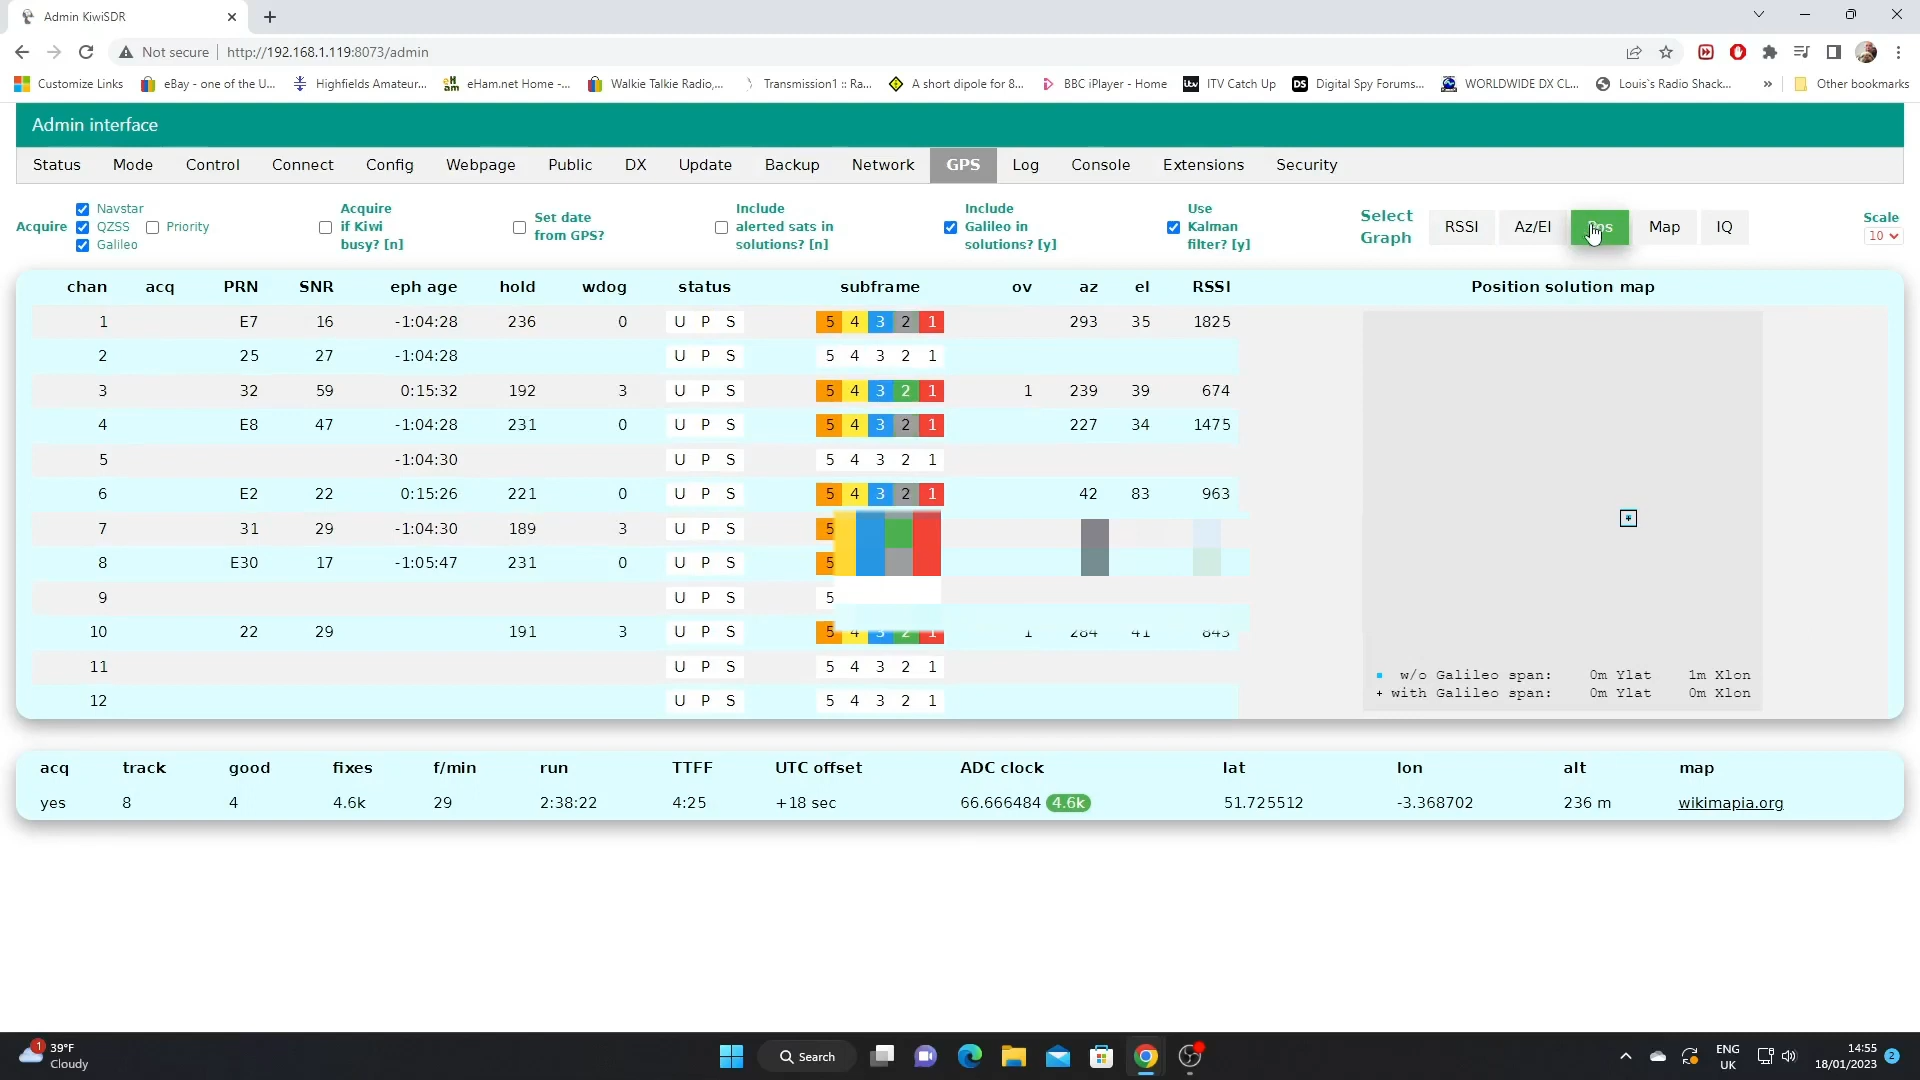 Admin KiwiSDR
Not secure http://192.168.1.119:8073/admin
Customize Links eBay - one of the U... Highfields Amateur... eHam.net Home -... Walkie Talkie Radio,... Transmission1 :: Ra... A short dipole for 8... BBC iPlayer - Home ITV Catch Up Digital Spy Forums... WORLDWIDE DX CL... Louis`s Radio Shack... » Other bookmarks
Admin interface
Status Mode Control Connect Config Webpage Public DX Update Backup Network GPS Log Console Extensions Security
Acquire
Navstar
QZSS
Galileo
Priority
Acquire
if Kiwi
busy? [n]
Set date
from GPS?
Include
alerted sats in
solutions? [n]
Include
Galileo in
solutions? [y]
Use
Kalman
filter? [y]
Select
Graph
RSSI Az/El Pos Map IQ
Scale
10
chan acq PRN SNR eph age hold wdog status subframe ov az el RSSI
1 E7 16 -1:04:28 236 0 U P S 5 4 3 2 1 293 35 1825
2 25 27 -1:04:28 U P S 5 4 3 2 1
3 32 59 0:15:32 192 3 U P S 5 4 3 2 1 1 239 39 674
4 E8 47 -1:04:28 231 0 U P S 5 4 3 2 1 227 34 1475
5 -1:04:30 U P S 5 4 3 2 1
6 E2 22 0:15:26 221 0 U P S 5 4 3 2 1 42 83 963
7 31 29 -1:04:30 189 3 U P S 5
8 E30 17 -1:05:47 231 0 U P S 5
9 U P S 5
10 22 29 191 3 U P S 5 4 3 2 1 1 284 41 843
11 U P S 5 4 3 2 1
12 U P S 5 4 3 2 1
Position solution map
w/o Galileo span: 0m Ylat 1m Xlon
+ with Galileo span: 0m Ylat 0m Xlon
acq track good fixes f/min run TTFF UTC offset ADC clock lat lon alt map
yes 8 4 4.6k 29 2:38:22 4:25 +18 sec 66.666484 4.6k 51.725512 -3.368702 236 m wikimapia.org
1
39°F
Cloudy
Search
ENG
UK
14:55
18/01/2023
2